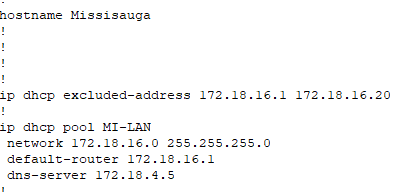 !
hostname Missisauga
!
!
!
!
ip dhcp excluded-address 172.18.16.1 172.18.16.20
!
ip dhcp pool MI-LAN
 network 172.18.16.0 255.255.255.0
 default-router 172.18.16.1
 dns-server 172.18.4.5
!